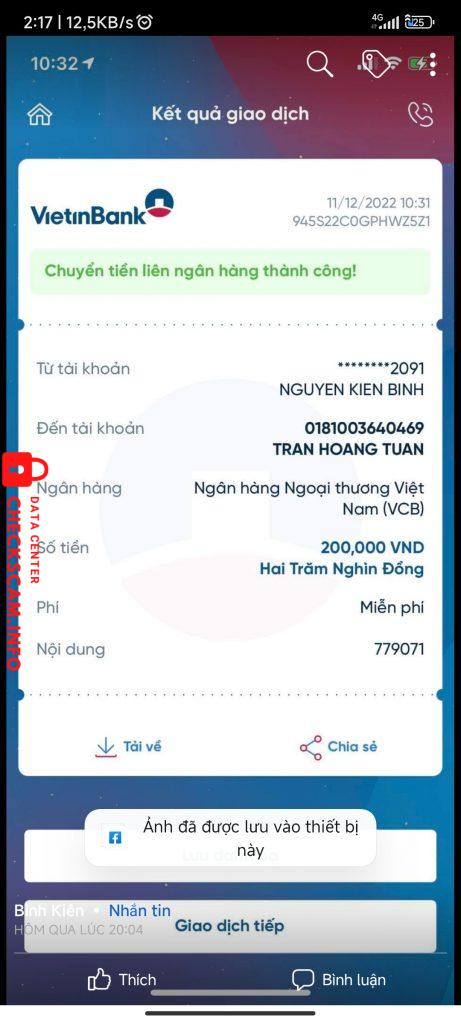 2:17 | 12,5KB/s
4G
25
10:32
Kết quả giao dịch
VietinBank
11/12/2022 10:31
945S22C0GPHWZ5Z1
Chuyển tiền liên ngân hàng thành công!
Từ tài khoản
********2091
NGUYEN KIEN BINH
Đến tài khoản
0181003640469
TRAN HOANG TUAN
Ngân hàng
Ngân hàng Ngoại thương Việt
Nam (VCB)
Số tiền
200,000 VND
Hai Trăm Nghìn Đồng
Phí
Miễn phí
Nội dung
779071
DATA CENTER
CHECKSCAM.INFO
Tải về
Chia sẻ
Ảnh đã được lưu vào thiết bị
này
Bình Kiên • Nhắn tin
HÔM QUA LÚC 20:04
Giao dịch tiếp
Thích
Bình luận